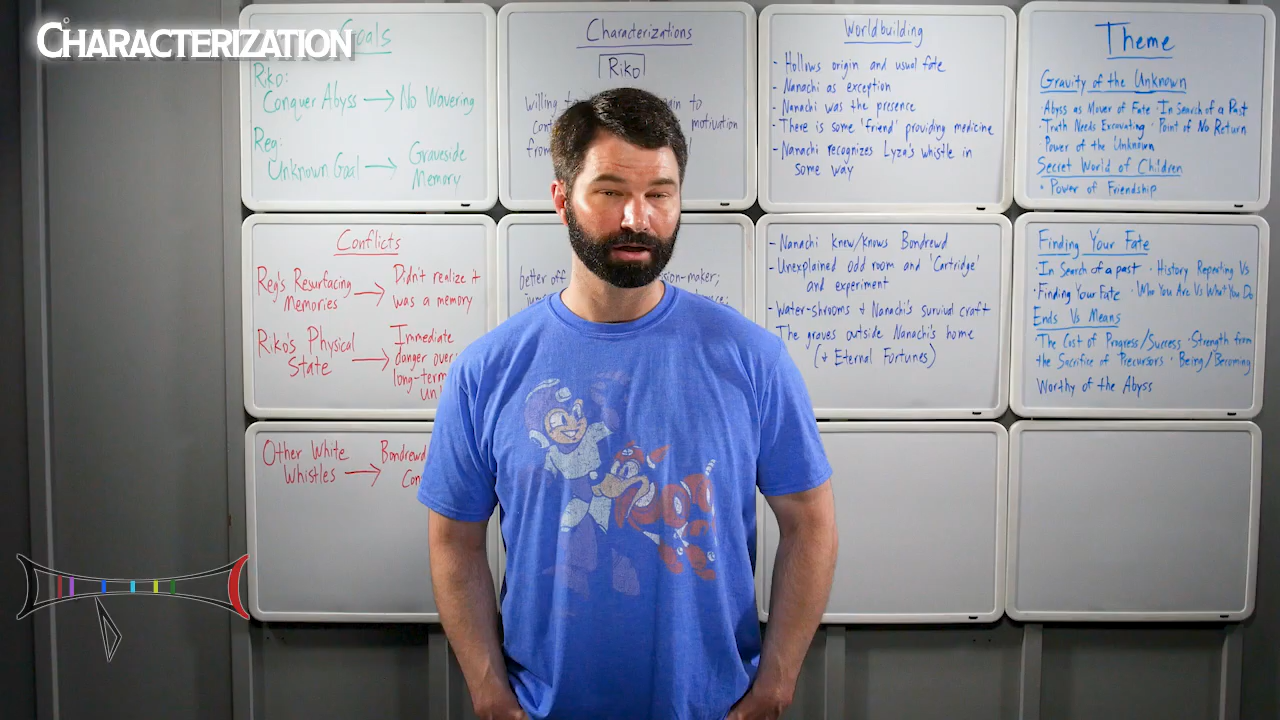 CHARACTERIZATION
Goals
Riko:
Conquer Abyss → No Wavering
Reg:
Unknown Goal → Graveside
Memory
Conflicts
Reg's Resurfacing
Memories → Didn't realize it
was a memory
Riko's Physical
State → Immediate
danger over
long-term
Other White
Whistles → Bondrewd
Characterizations
Riko
willing
to
motivation
from
better off
Worldbuilding
- Hollows origin and usual fate
- Nanachi as exception
- Nanachi was the presence
- There is some 'friend' providing medicine
- Nanachi recognizes Lyza's whistle in
some way
- Nanachi knew/knows Bondrewd
- Unexplained odd room and 'Cartridge'
and experiment
- Water-shrooms + Nanachi's survival craft
- The graves outside Nanachi's home
(+ Eternal Fortunes)
Theme
Gravity of the Unknown
·Abyss as Mover of Fate ·In Search of a Past
·Truth Needs Excavating ·Point of No Return
·Power of the Unknown
Secret World of Children
· Power of Friendship
Finding Your Fate
·In Search of a past ·History Repeating Vs
·Finding Your Fate ·Who You Are Vs What You Do
Ends Vs Means
·The Cost of Progress/Success ·Strength from
the Sacrifice of Precursors ·Being/Becoming
Worthy of the Abyss